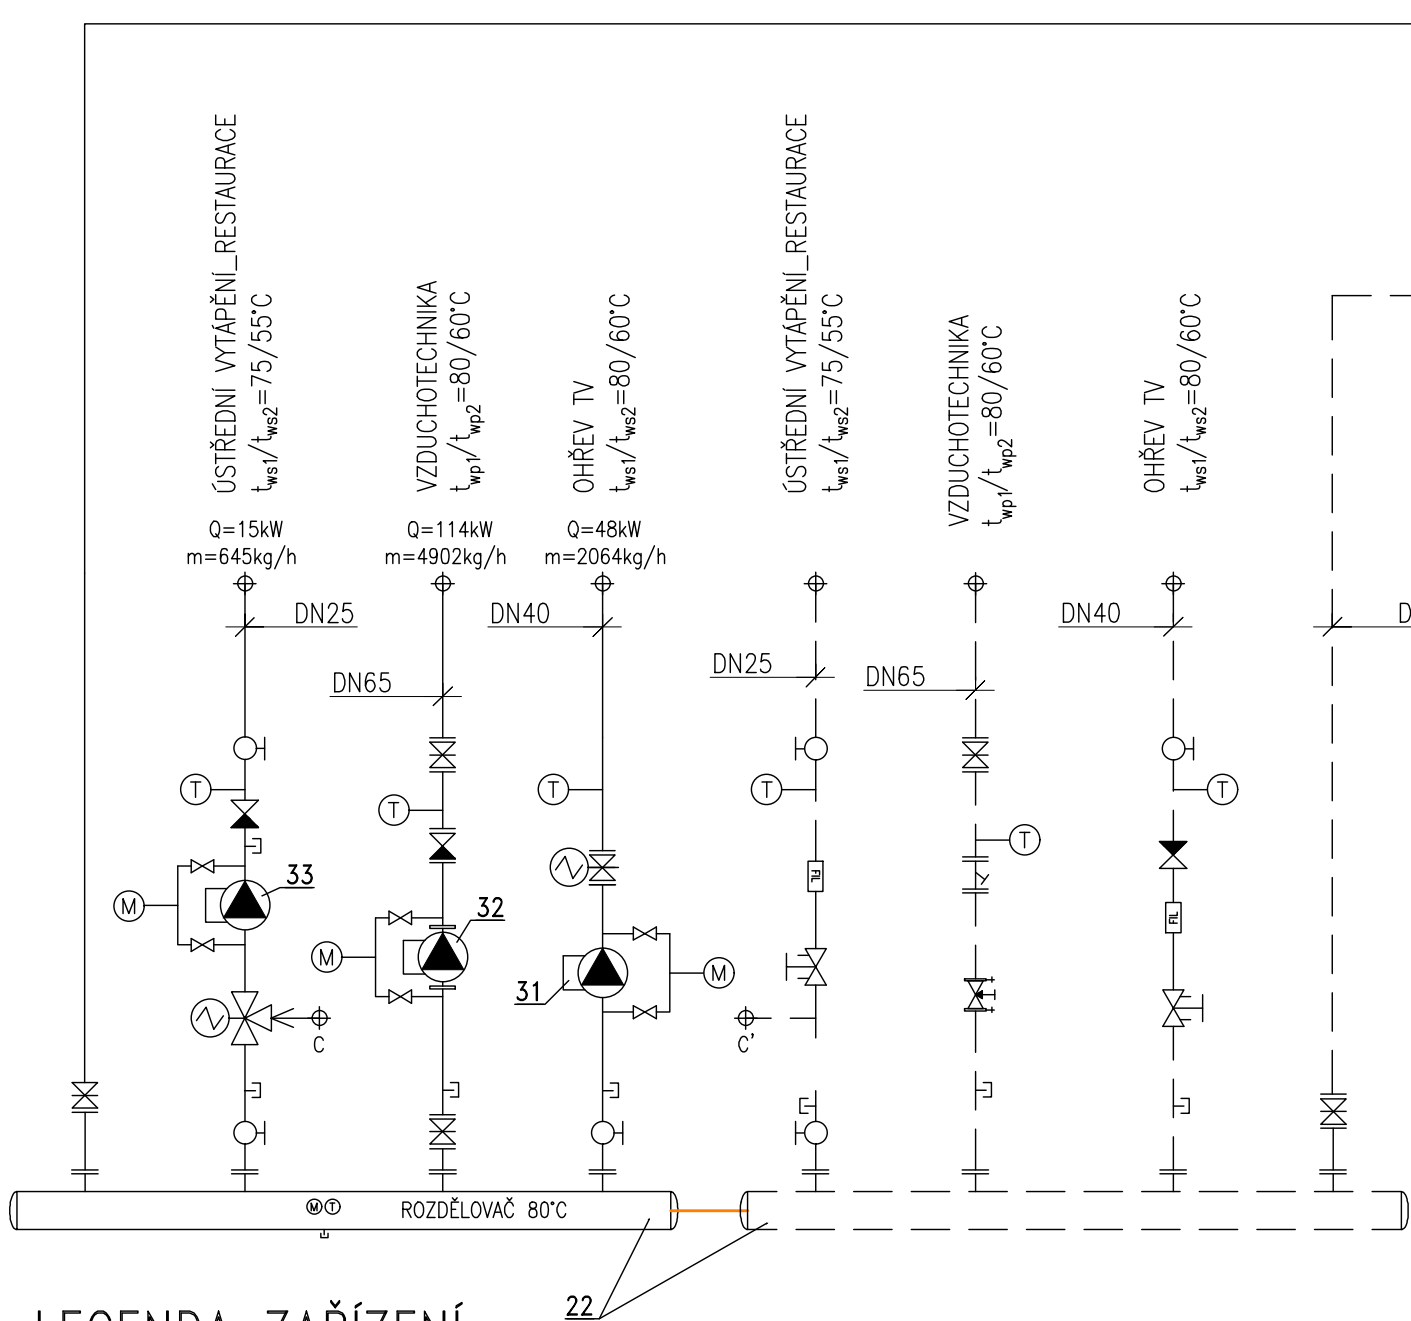 ÚSTŘEDNÍ VYTÁPĚNÍ_RESTAURACE
tws1/tws2=75/55°C
Q=15kW
m=645kg/h
VZDUCHOTECHNIKA
twp1/twp2=80/60°C
Q=114kW
m=4902kg/h
OHŘEV TV
tws1/tws2=80/60°C
Q=48kW
m=2064kg/h
ÚSTŘEDNÍ VYTÁPĚNÍ_RESTAURACE
tws1/tws2=75/55°C
VZDUCHOTECHNIKA
twp1/twp2=80/60°C
OHŘEV TV
tws1/tws2=80/60°C
DN25
DN40
DN40
D
DN25
DN65
DN65
T
T
T
T
T
T
33
32
31
M
M
M
FIL
FIL
C
C'
M T
ROZDĚLOVAČ 80°C
22
LEGENDA ZAŘÍZENÍ